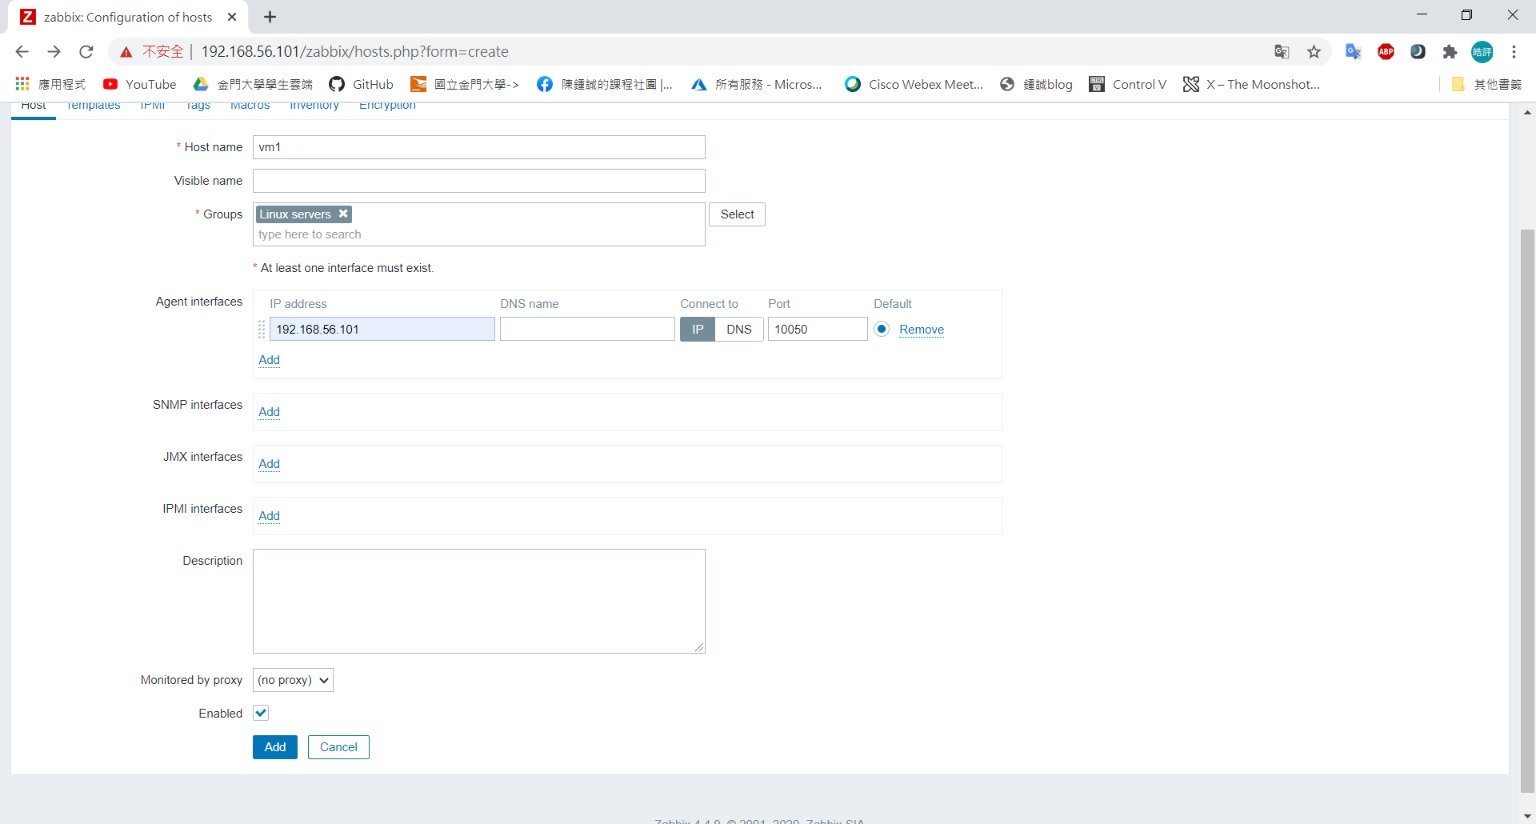 zabbix: Configuration of hosts
不安全 | 192.168.56.101/zabbix/hosts.php?form=create
ABP 皓評
應用程式 YouTube 金門大學學生雲端 GitHub 國立金門大學-> 陳鍾誠的課程社團 |... 所有服務 - Micros... Cisco Webex Meet... 鍾誠blog Control V X – The Moonshot... 其他書籤
Host Templates IPMI Tags Macros Inventory Encryption
* Host name vm1
Visible name
* Groups Linux servers Select
type here to search
* At least one interface must exist.
Agent interfaces IP address DNS name Connect to Port Default
192.168.56.101 IP DNS 10050 Remove
Add
SNMP interfaces Add
JMX interfaces Add
IPMI interfaces Add
Description
Monitored by proxy (no proxy)
Enabled
Add Cancel
Zabbix 4.4.9. © 2001–2020, Zabbix SIA